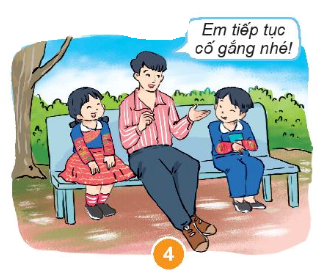 Em tiếp tục
cố gắng nhé!
4